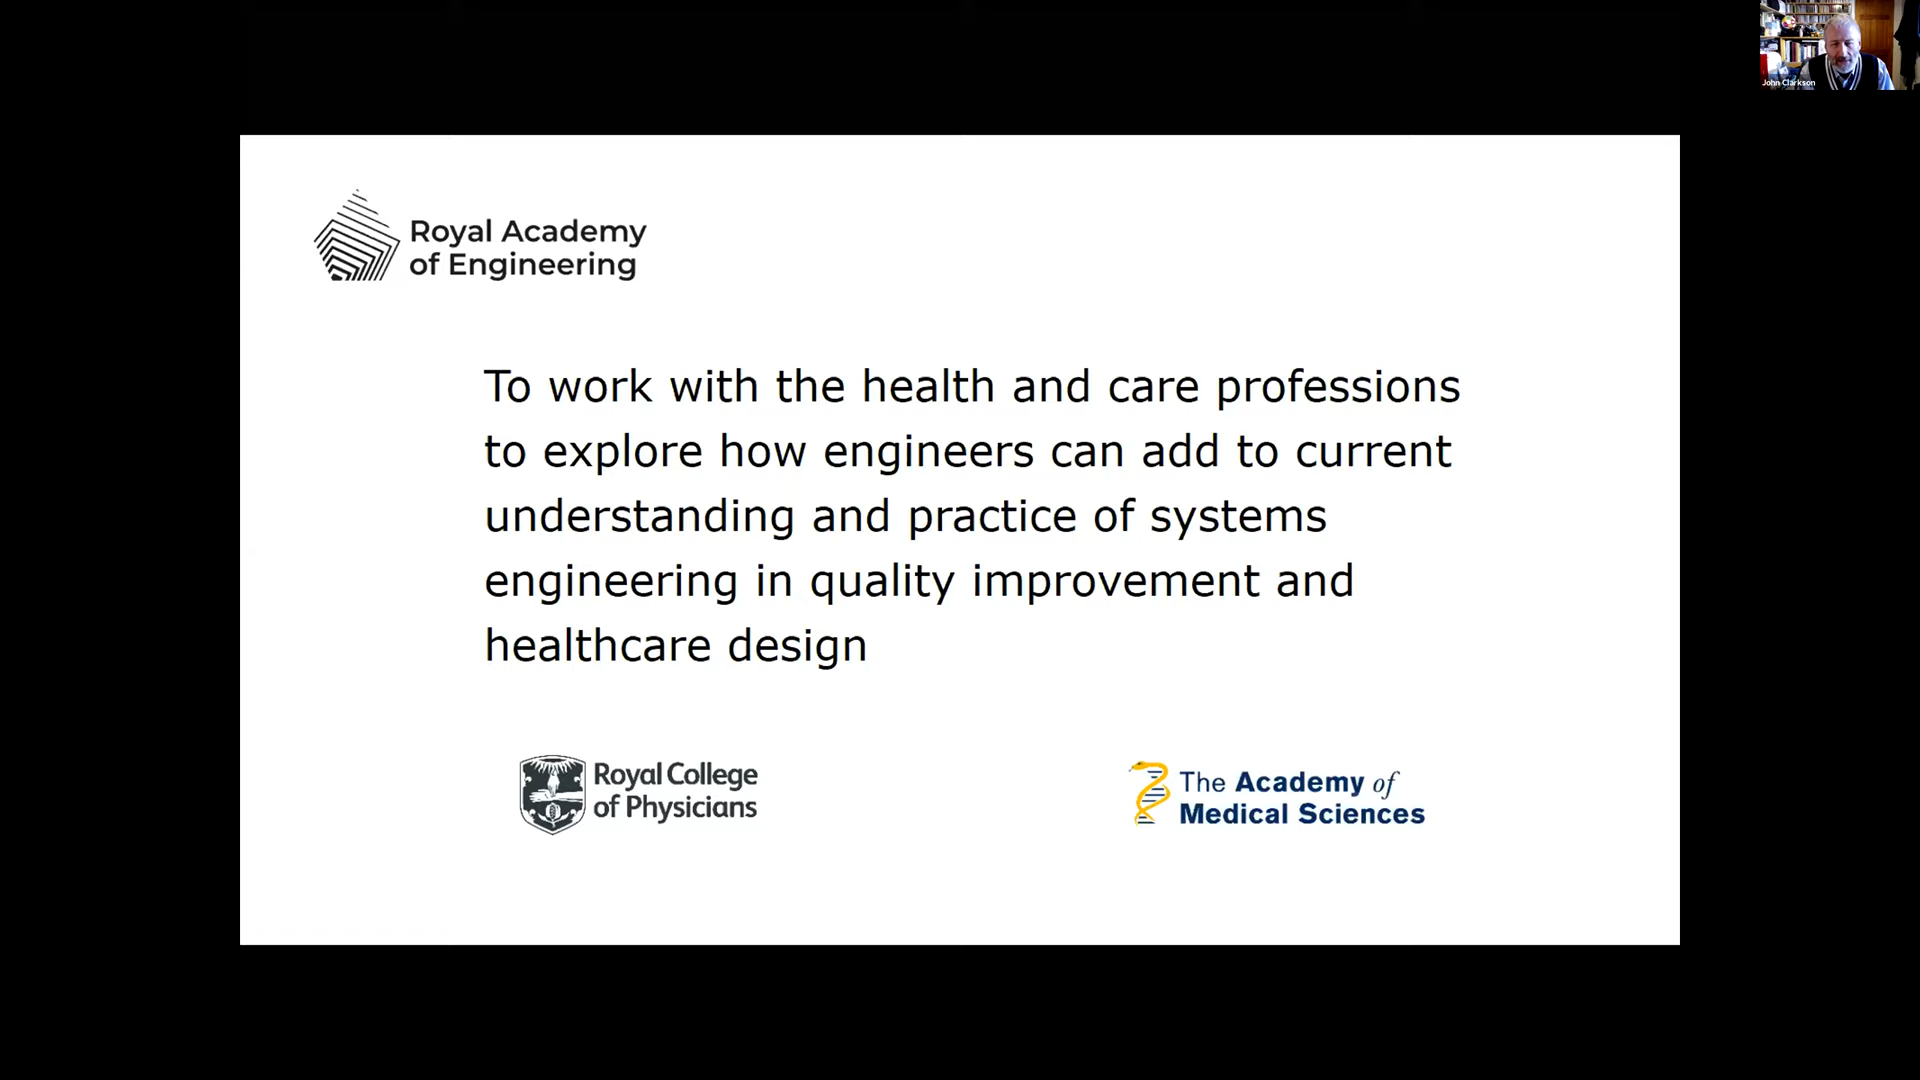 John Clarkson
Royal Academy
of Engineering
To work with the health and care professions
to explore how engineers can add to current
understanding and practice of systems
engineering in quality improvement and
healthcare design
Royal College
of Physicians
The Academy of
Medical Sciences